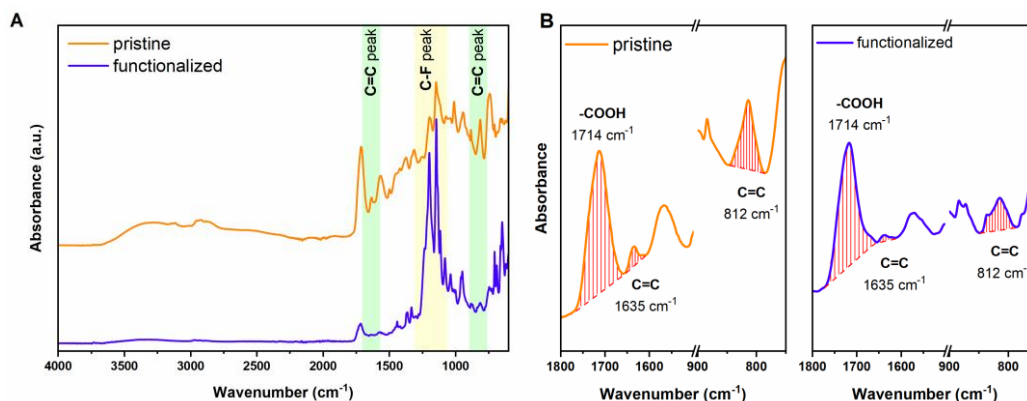 A
pristine
functionalized
C=C peak
C-F peak
C=C peak
Absorbance (a.u.)
4000 3500 3000 2500 2000 1500 1000
Wavenumber (cm⁻¹)
B
pristine
-COOH
1714 cm⁻¹
C=C
812 cm⁻¹
C=C
1635 cm⁻¹
Absorbance
1800 1700 1600 900 800
Wavenumber (cm⁻¹)
functionalized
-COOH
1714 cm⁻¹
C=C
1635 cm⁻¹
C=C
812 cm⁻¹
1800 1700 1600 900 800
Wavenumber (cm⁻¹)